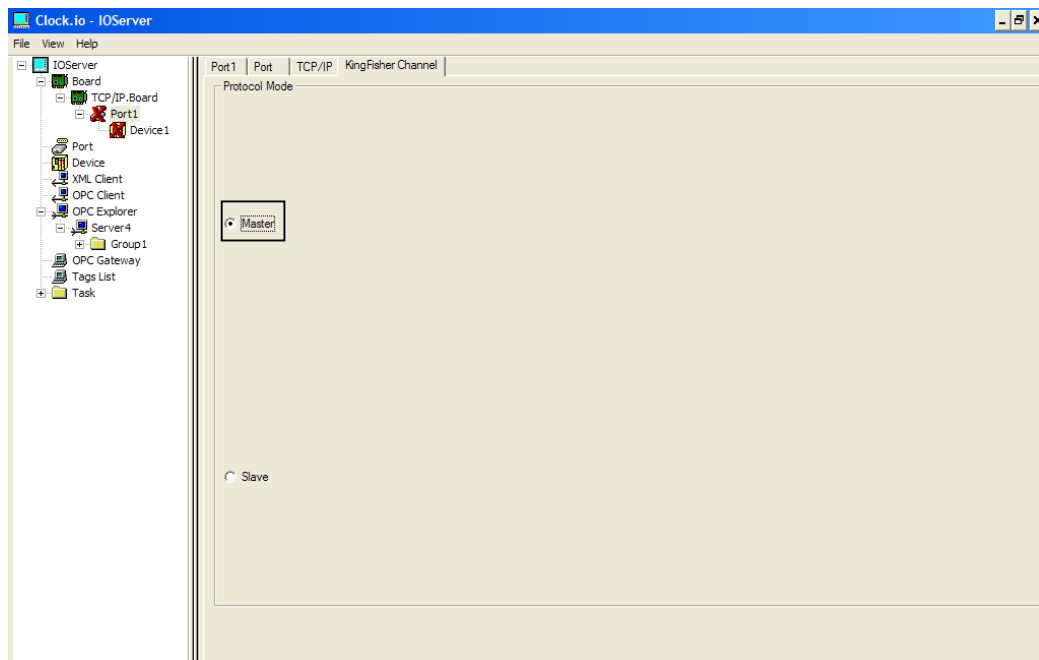 Clock.io - IOServer
File View Help
IOServer
Board
TCP/IP.Board
Port1
Device1
Port
Device
XML Client
OPC Client
OPC Explorer
Server4
Group1
OPC Gateway
Tags List
Task
Port1 Port TCP/IP KingFisher Channel
Protocol Mode
Master
Slave